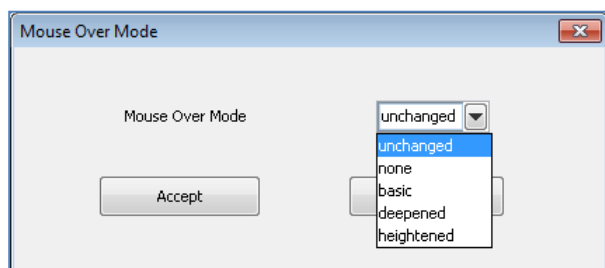 Mouse Over Mode
Mouse Over Mode unchanged
unchanged
none
Accept
basic
deepened
heightened